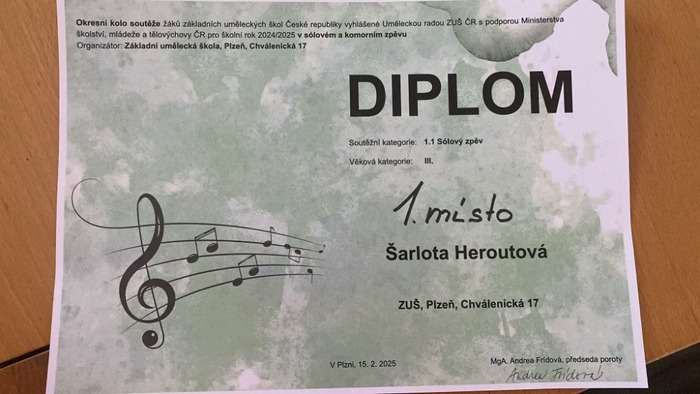 Okresní kolo soutěže žáků základních uměleckých škol České republiky vyhlášené Uměleckou radou ZUŠ ČR s podporou Ministerstva
školství, mládeže a tělovýchovy ČR pro školní rok 2024/2025 v sólovém a komorním zpěvu
Organizátor: Základní umělecká škola, Plzeň, Chválenická 17
DIPLOM
Soutěžní kategorie: 1.1 Sólový zpěv
Věková kategorie: III.
1. místo
Šarlota Heroutová
ZUŠ, Plzeň, Chválenická 17
V Plzni, 15. 2. 2025
MgA. Andrea Frídová, předseda poroty
Andrea Frídová